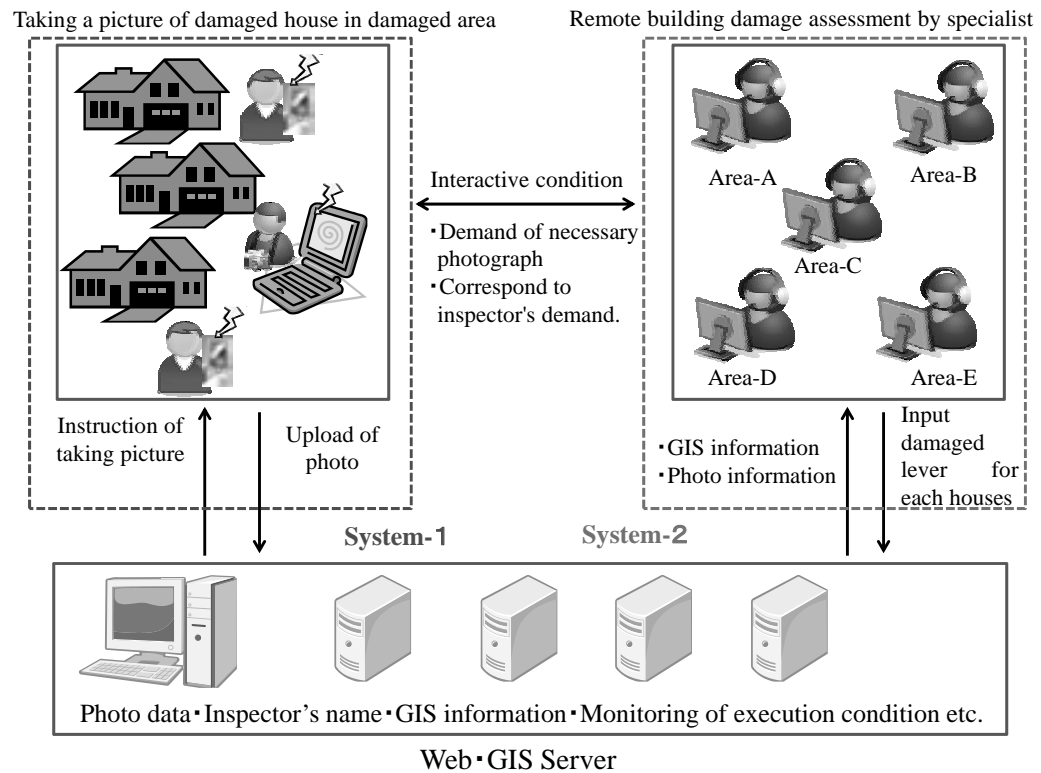 Taking a picture of damaged house in damaged area
Remote building damage assessment by specialist
Area-A
Area-B
Area-C
Area-D
Area-E
Interactive condition
・Demand of necessary
photograph
・Correspond to
inspector's demand.
Instruction of
taking picture
Upload of
photo
・GIS information
・Photo information
Input
damaged
lever for
each houses
System-1
System-2
Photo data・Inspector's name・GIS information・Monitoring of execution condition etc.
Web・GIS Server